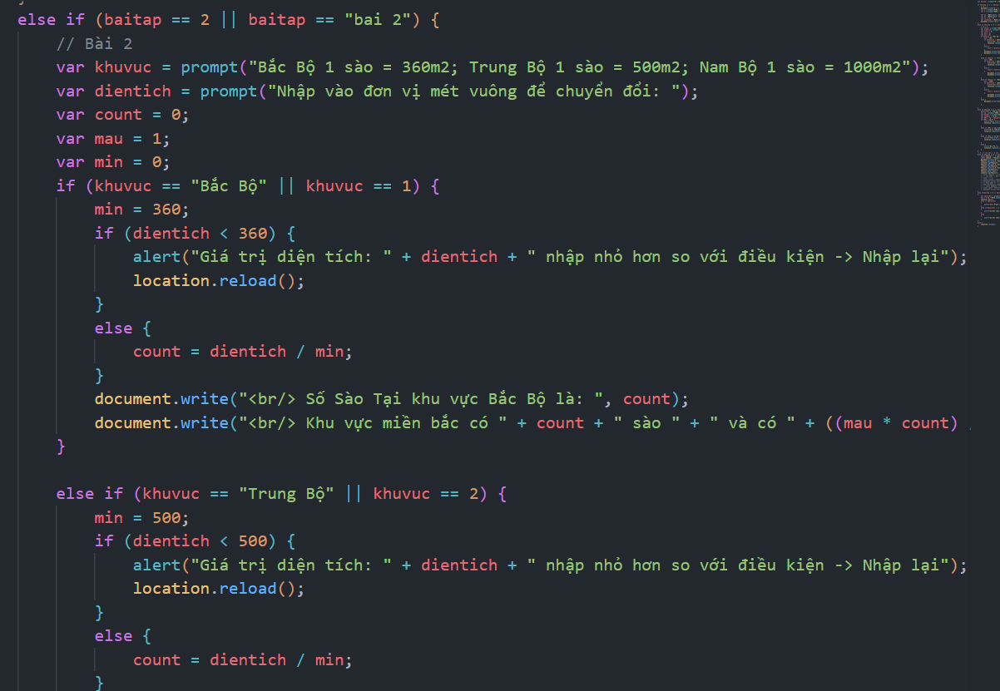 else if (baitap == 2 || baitap == "bai 2") {
// Bài 2
var khuvuc = prompt("Bắc Bộ 1 sào = 360m2; Trung Bộ 1 sào = 500m2; Nam Bộ 1 sào = 1000m2");
var dientich = prompt("Nhập vào đơn vị mét vuông để chuyển đổi: ");
var count = 0;
var mau = 1;
var min = 0;
if (khuvuc == "Bắc Bộ" || khuvuc == 1) {
min = 360;
if (dientich < 360) {
alert("Giá trị diện tích: " + dientich + " nhập nhỏ hơn so với điều kiện -> Nhập lại");
location.reload();
}
else {
count = dientich / min;
}
document.write("<br/> Số Sào Tại khu vực Bắc Bộ là: ", count);
document.write("<br/> Khu vực miền bắc có " + count + " sào " + " và có " + ((mau * count)
}
else if (khuvuc == "Trung Bộ" || khuvuc == 2) {
min = 500;
if (dientich < 500) {
alert("Giá trị diện tích: " + dientich + " nhập nhỏ hơn so với điều kiện -> Nhập lại");
location.reload();
}
else {
count = dientich / min;
}